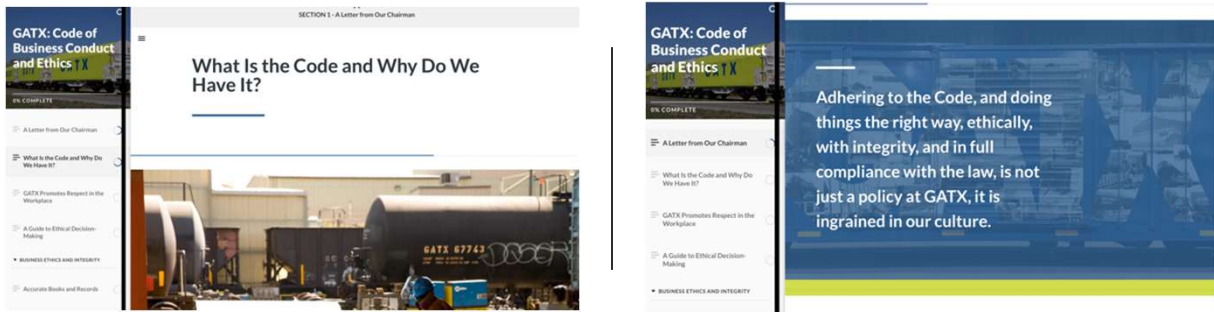 SECTION 1 - A Letter from Our Chairman
GATX: Code of
Business Conduct
and Ethics
0% COMPLETE
A Letter from Our Chairman
What Is the Code and Why Do
We Have It?
GATX Promotes Respect in the
Workplace
A Guide to Ethical Decision-
Making
BUSINESS ETHICS AND INTEGRITY
Accurate Books and Records
What Is the Code and Why Do We
Have It?
GATX 67743
GATX: Code of
Business Conduct
and Ethics
0% COMPLETE
A Letter from Our Chairman
What Is the Code and Why Do
We Have It?
GATX Promotes Respect in the
Workplace
A Guide to Ethical Decision-
Making
BUSINESS ETHICS AND INTEGRITY
Adhering to the Code, and doing
things the right way, ethically,
with integrity, and in full
compliance with the law, is not
just a policy at GATX, it is
ingrained in our culture.